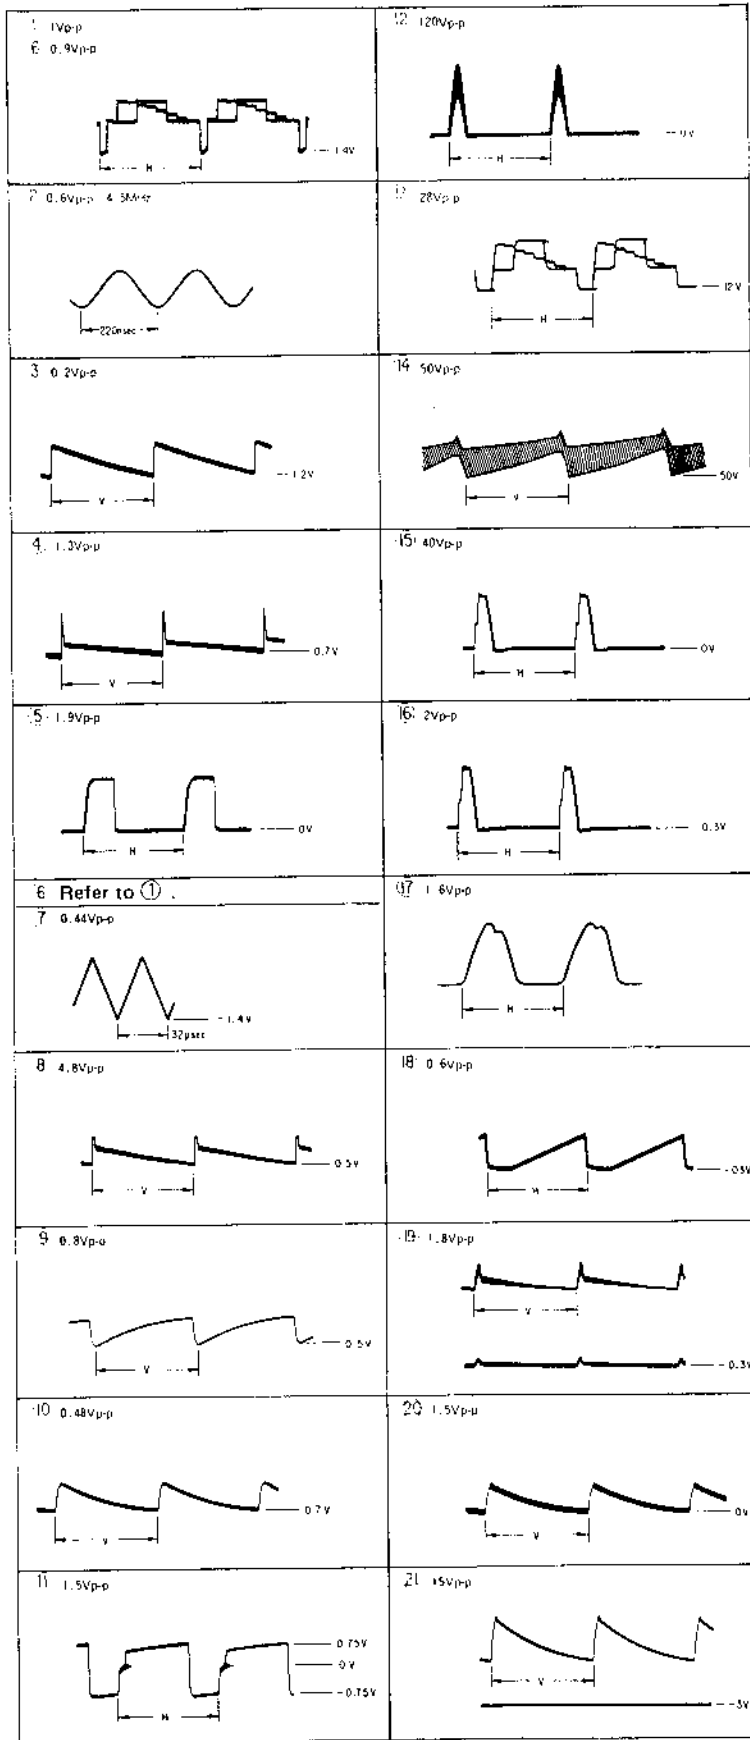 1 1Vp-p
6 0.9Vp-p
1.4V
H
2 0.6Vp-p 4.5MHz
220nsec
3 0.2Vp-p
1.2V
V
4 1.3Vp-p
0.7V
V
5 1.9Vp-p
0V
H
6 Refer to ①.
7 0.44Vp-p
1.4V
32µsec
8 4.8Vp-p
0.5V
V
9 0.8Vp-p
0.5V
V
10 0.48Vp-p
0.7V
V
11 1.5Vp-p
0.75V
0V
-0.75V
H
12 120Vp-p
0V
H
28Vp-p
12V
H
14 50Vp-p
50V
V
15 40Vp-p
0V
H
16 2Vp-p
0.3V
H
17 1.6Vp-p
H
18 0.6Vp-p
H
19 1.8Vp-p
V
-0.3V
20 1.5Vp-p
0V
V
21 15Vp-p
V
-3V